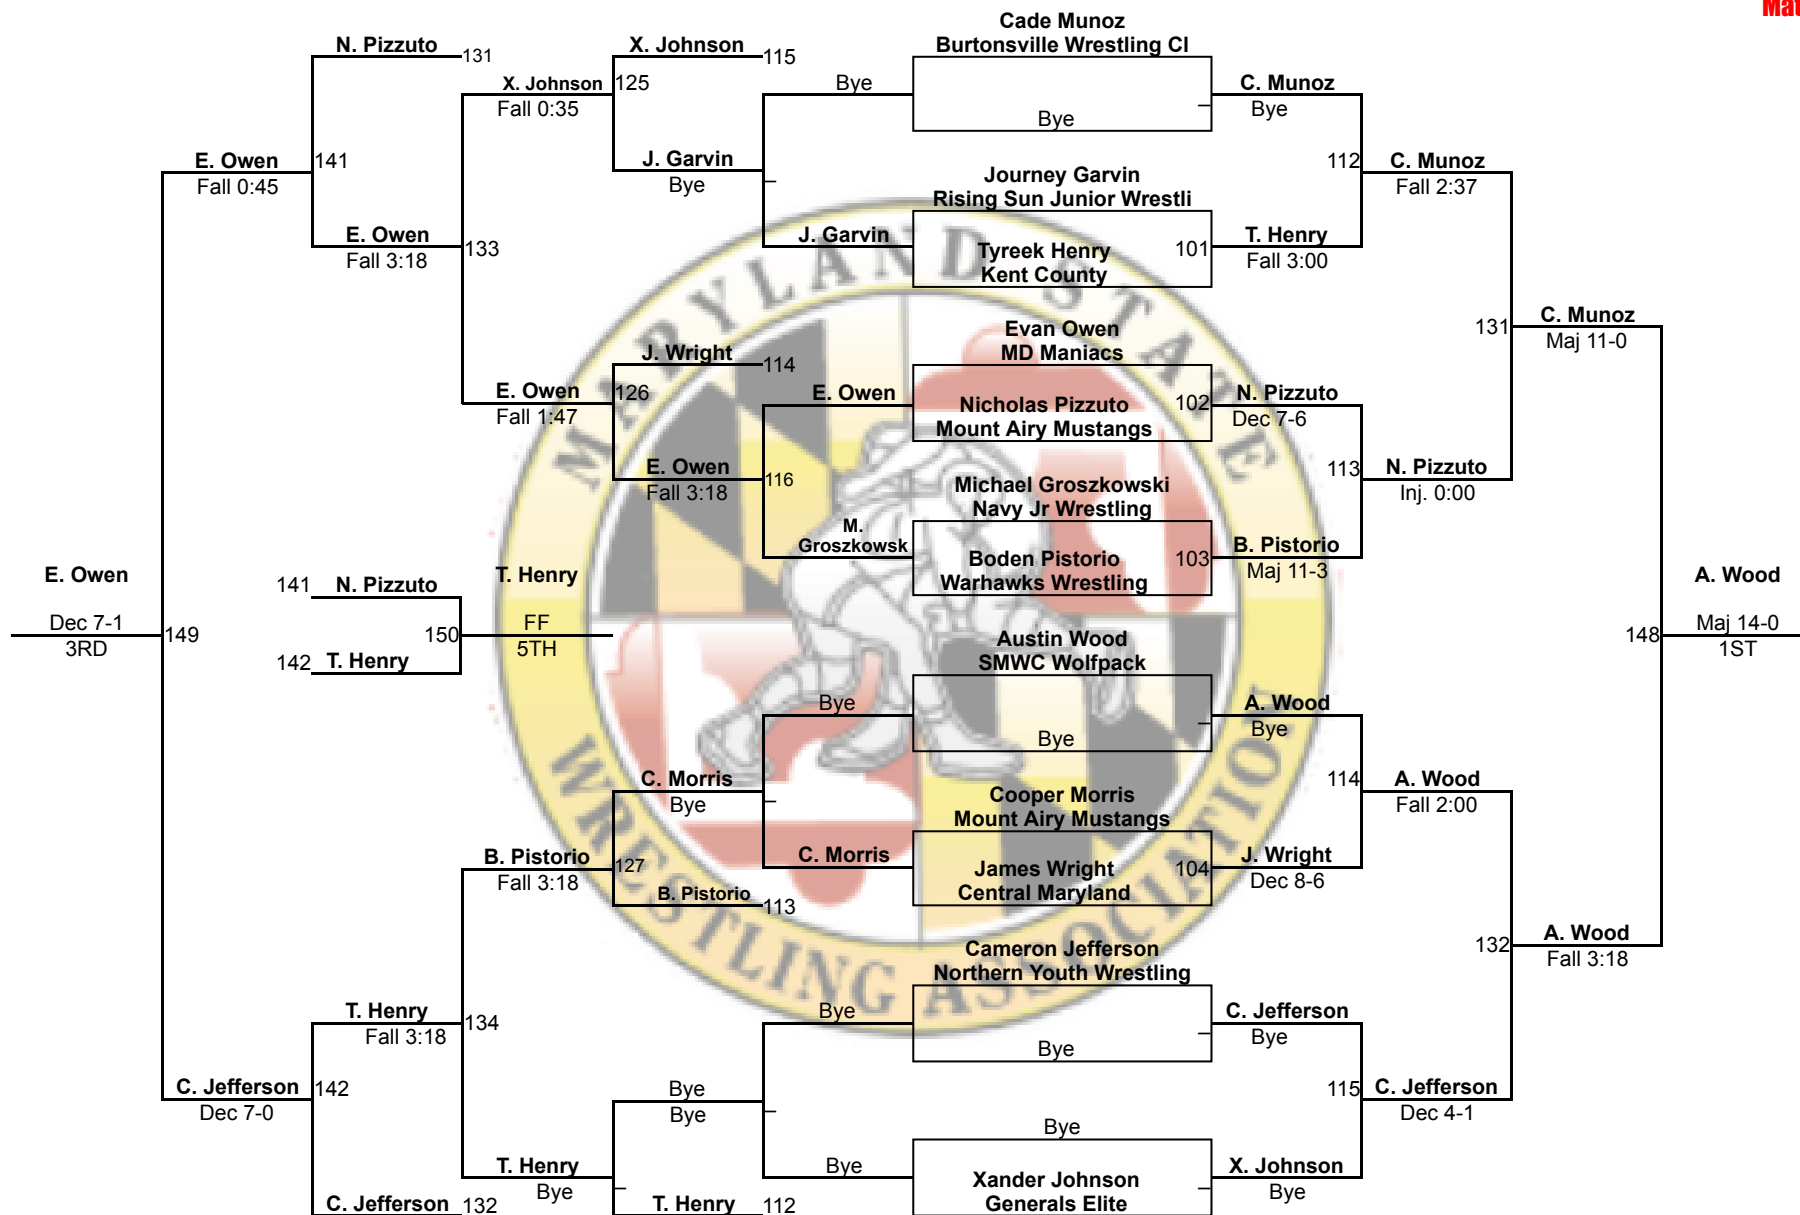 Mat
Cade Munoz
N. Pizzuto
X. Johnson
Burtonsville Wrestling Cl
131
115
X. Johnson
125
Bye
C. Munoz
Fall 0:35
Bye
Bye
E. Owen
141
J. Garvin
112
C. Munoz
Fall 0:45
Bye
Journey Garvin
Fall 2:37
Rising Sun Junior Wrestli
E. Owen
133
J. Garvin
Tyreek Henry
101
T. Henry
Fall 3:18
Kent County
Fall 3:00
Evan Owen
131
C. Munoz
J. Wright
114
MD Maniacs
Maj 11-0
E. Owen
126
E. Owen
Nicholas Pizzuto
102
N. Pizzuto
Fall 1:47
Mount Airy Mustangs
Dec 7-6
E. Owen
116
Michael Groszkowski
113
N. Pizzuto
Fall 3:18
Navy Jr Wrestling
Inj. 0:00
M.
Groszkowsk
Boden Pistorio
103
B. Pistorio
Warhawks Wrestling
Maj 11-3
E. Owen
141
N. Pizzuto
T. Henry
A. Wood
Dec 7-1
149
150
FF
148
Maj 14-0
3RD
5TH
1ST
142
T. Henry
Austin Wood
SMWC Wolfpack
Bye
A. Wood
Bye
Bye
C. Morris
114
A. Wood
Bye
Cooper Morris
Fall 2:00
Mount Airy Mustangs
B. Pistorio
127
C. Morris
James Wright
104
J. Wright
Fall 3:18
B. Pistorio
113
Central Maryland
Dec 8-6
Cameron Jefferson
132
A. Wood
Northern Youth Wrestling
Fall 3:18
T. Henry
134
Bye
C. Jefferson
Fall 3:18
Bye
Bye
C. Jefferson
142
Bye
115
C. Jefferson
Dec 7-0
Bye
Dec 4-1
Bye
T. Henry
Bye
Xander Johnson
X. Johnson
Bye
Generals Elite
Bye
C. Jefferson
132
T. Henry
112
MARYLAND STATE
WRESTLING ASSOCIATION